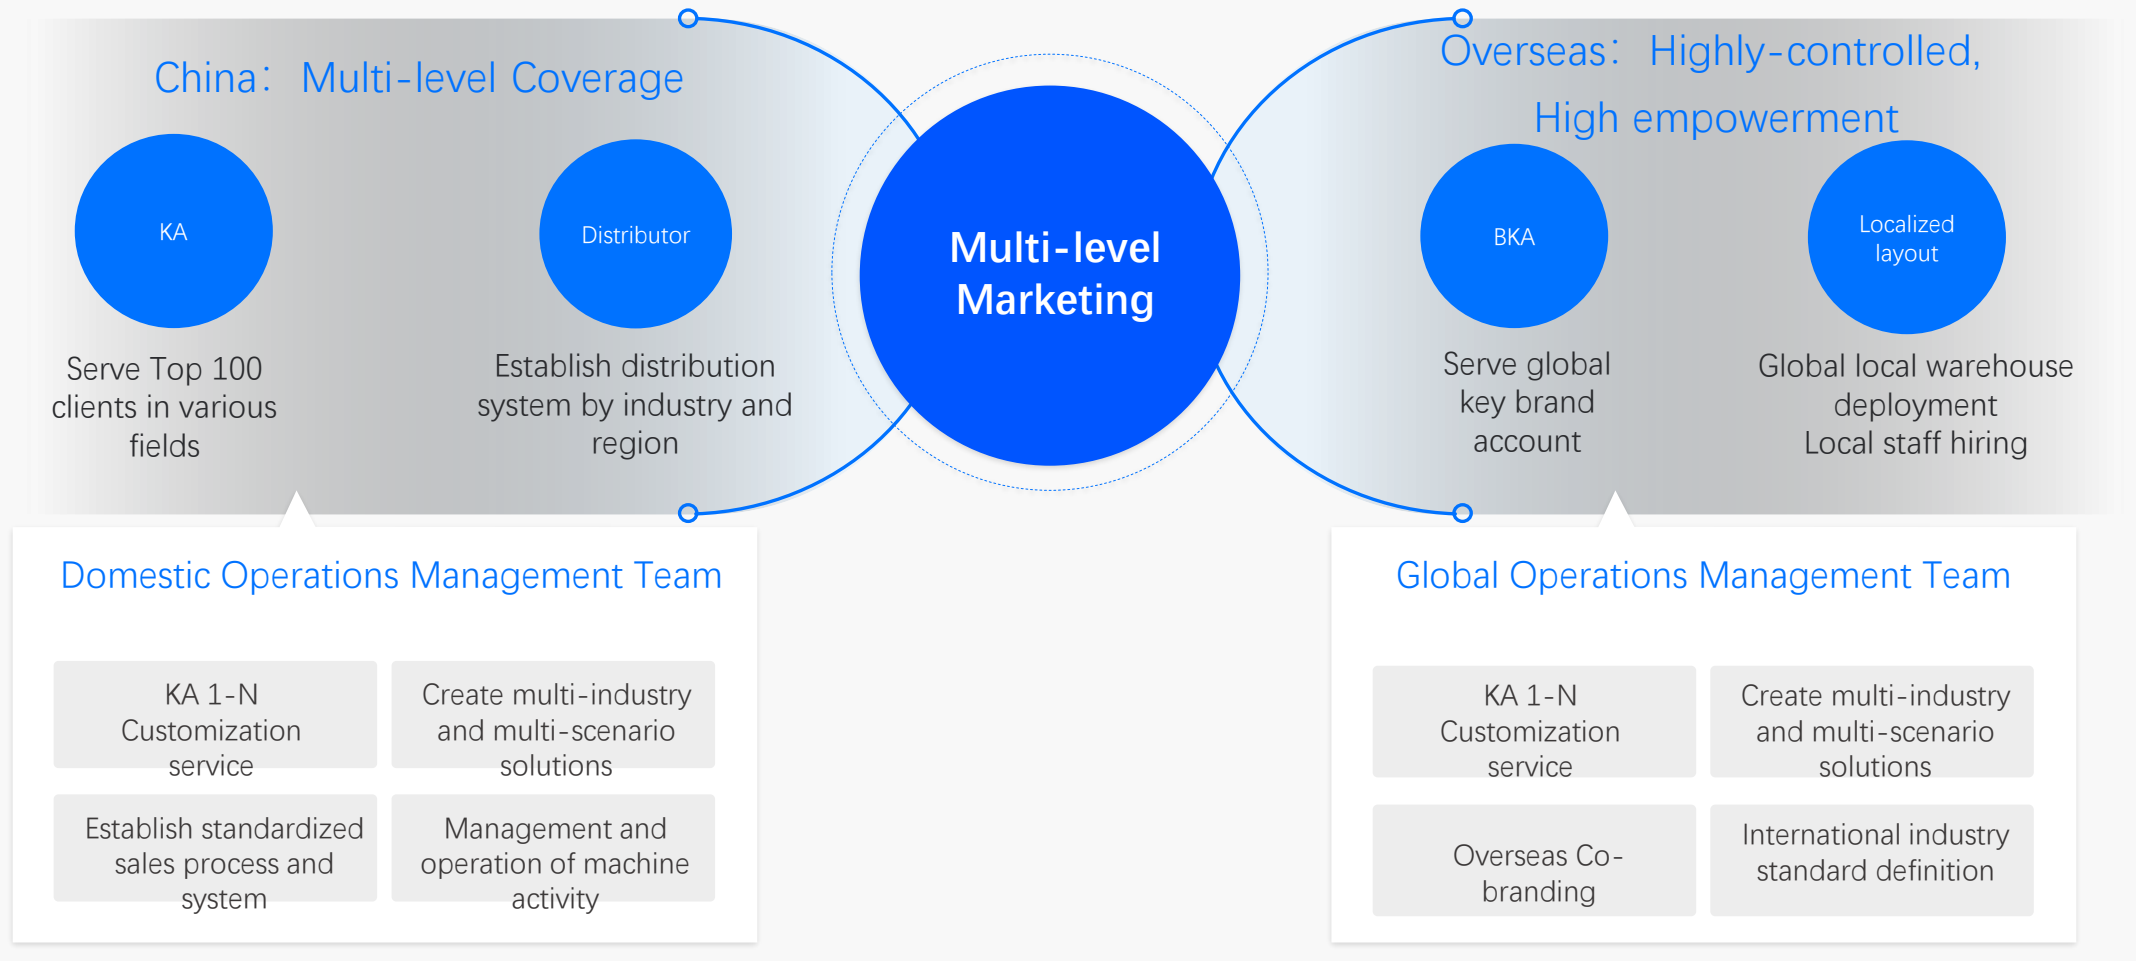 China： Multi-level Coverage
KA
Serve Top 100
clients in various
fields
Distributor
Establish distribution
system by industry and
region
Multi-level
Marketing
Overseas： Highly-controlled,
High empowerment
BKA
Serve global
key brand
account
Localized
layout
Global local warehouse
deployment
Local staff hiring
Domestic Operations Management Team
KA 1-N
Customization
service
Create multi-industry
and multi-scenario
solutions
Establish standardized
sales process and
system
Management and
operation of machine
activity
Global Operations Management Team
KA 1-N
Customization
service
Create multi-industry
and multi-scenario
solutions
Overseas Co-
branding
International industry
standard definition